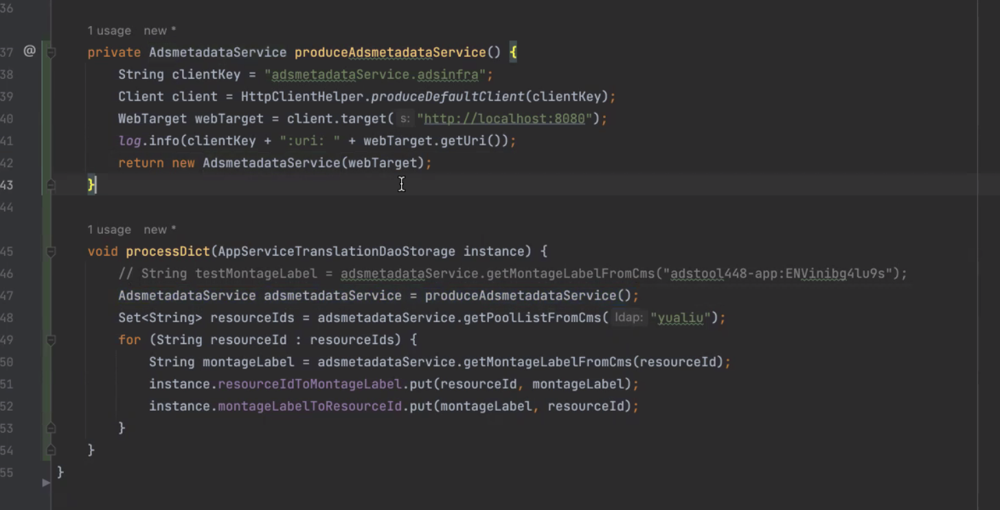 36
1 usage new *
37 @ private AdsmetadataService produceAdsmetadataService() {
38 String clientKey = "adsmetadataService.adsinfra";
39 Client client = HttpClientHelper.produceDefaultClient(clientKey);
40 WebTarget webTarget = client.target( s: "http://localhost:8080");
41 log.info(clientKey + ":uri: " + webTarget.getUri());
42 return new AdsmetadataService(webTarget);
43 }
44
1 usage new *
45 void processDict(AppServiceTranslationDaoStorage instance) {
46 // String testMontageLabel = adsmetadataService.getMontageLabelFromCms("adstool448-app:ENVinibg4lu9s");
47 AdsmetadataService adsmetadataService = produceAdsmetadataService();
48 Set<String> resourceIds = adsmetadataService.getPoolListFromCms( ldap: "yualiu");
49 for (String resourceId : resourceIds) {
50 String montageLabel = adsmetadataService.getMontageLabelFromCms(resourceId);
51 instance.resourceIdToMontageLabel.put(resourceId, montageLabel);
52 instance.montageLabelToResourceId.put(montageLabel, resourceId);
53 }
54 }
55 }